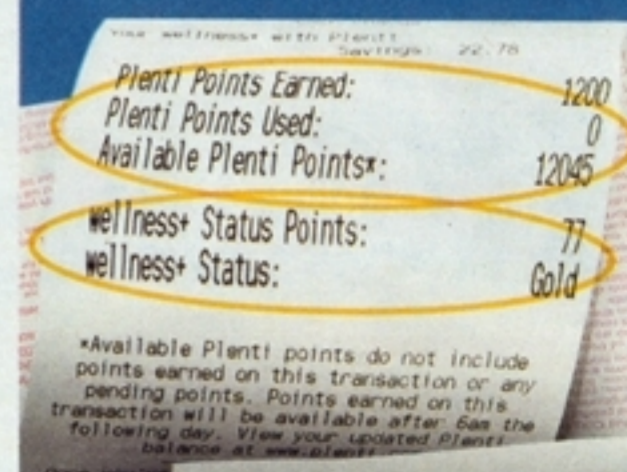 Your wellness+ with Plenti
Savings: 22.78
Plenti Points Earned: 1200
Plenti Points Used: 0
Available Plenti Points*: 12045
wellness+ Status Points: 77
wellness+ Status: Gold
*Available Plenti points do not include
points earned on this transaction or any
pending points. Points earned on this
transaction will be available after 6am the
following day. View your updated Plenti
balance at www.plenti